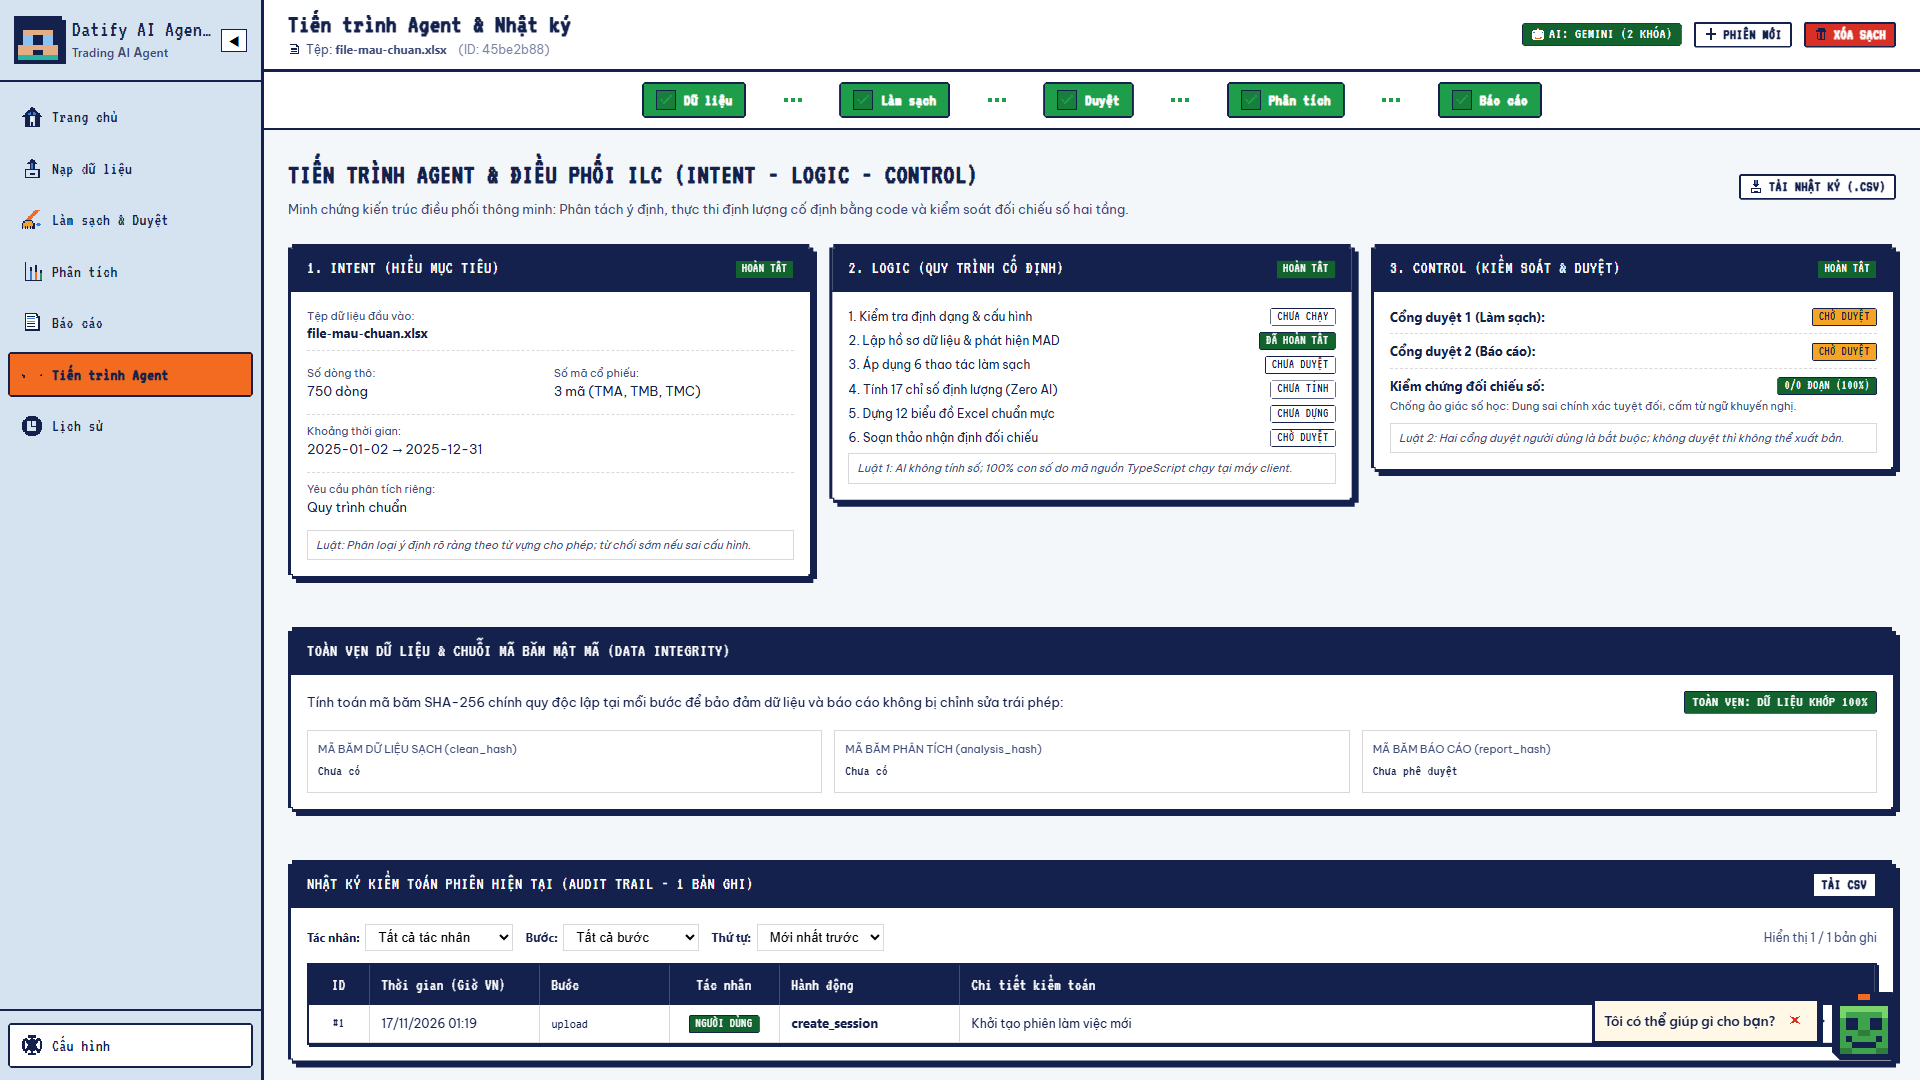 Datify AI Agen…
Trading AI Agent
Trang chủ
Nạp dữ liệu
Làm sạch & Duyệt
Phân tích
Báo cáo
Tiến trình Agent
Lịch sử
Cấu hình
Tiến trình Agent & Nhật ký
Tệp: file-mau-chuan.xlsx (ID: 45be2b88)
AI: GEMINI (2 KHÓA)
PHIÊN MỚI
XÓA SẠCH
Dữ liệu
Làm sạch
Duyệt
Phân tích
Báo cáo
TIẾN TRÌNH AGENT & ĐIỀU PHỐI ILC (INTENT - LOGIC - CONTROL)
Minh chứng kiến trúc điều phối thông minh: Phân tách ý định, thực thi định lượng cố định bằng code và kiểm soát đối chiếu số hai tầng.
TẢI NHẬT KÝ (.CSV)
1. INTENT (HIỂU MỤC TIÊU)
HOÀN TẤT
Tệp dữ liệu đầu vào:
file-mau-chuan.xlsx
Số dòng thô:
750 dòng
Số mã cổ phiếu:
3 mã (TMA, TMB, TMC)
Khoảng thời gian:
2025-01-02 → 2025-12-31
Yêu cầu phân tích riêng:
Quy trình chuẩn
Luật: Phân loại ý định rõ ràng theo từ vựng cho phép; từ chối sớm nếu sai cấu hình.
2. LOGIC (QUY TRÌNH CỐ ĐỊNH)
HOÀN TẤT
1. Kiểm tra định dạng & cấu hình
CHƯA CHẠY
2. Lập hồ sơ dữ liệu & phát hiện MAD
ĐÃ HOÀN TẤT
3. Áp dụng 6 thao tác làm sạch
CHƯA DUYỆT
4. Tính 17 chỉ số định lượng (Zero AI)
CHƯA TÍNH
5. Dựng 12 biểu đồ Excel chuẩn mực
CHƯA DỰNG
6. Soạn thảo nhận định đối chiếu
CHỜ DUYỆT
Luật 1: AI không tính số; 100% con số do mã nguồn TypeScript chạy tại máy client.
3. CONTROL (KIỂM SOÁT & DUYỆT)
HOÀN TẤT
Cổng duyệt 1 (Làm sạch):
CHỜ DUYỆT
Cổng duyệt 2 (Báo cáo):
CHỜ DUYỆT
Kiểm chứng đối chiếu số:
0/0 ĐOẠN (100%)
Chống ảo giác số học: Dung sai chính xác tuyệt đối, cấm từ ngữ khuyến nghị.
Luật 2: Hai cổng duyệt người dùng là bắt buộc; không duyệt thì không thể xuất bản.
TOÀN VẸN DỮ LIỆU & CHUỖI MÃ BĂM MẬT MÃ (DATA INTEGRITY)
Tính toán mã băm SHA-256 chính quy độc lập tại mỗi bước để bảo đảm dữ liệu và báo cáo không bị chỉnh sửa trái phép:
TOÀN VẸN: DỮ LIỆU KHỚP 100%
MÃ BĂM DỮ LIỆU SẠCH (clean_hash)
Chưa có
MÃ BĂM PHÂN TÍCH (analysis_hash)
Chưa có
MÃ BĂM BÁO CÁO (report_hash)
Chưa phê duyệt
NHẬT KÝ KIỂM TOÁN PHIÊN HIỆN TẠI (AUDIT TRAIL - 1 BẢN GHI)
TẢI CSV
Tác nhân: Tất cả tác nhân Bước: Tất cả bước Thứ tự: Mới nhất trước
Hiển thị 1 / 1 bản ghi
ID Thời gian (Giờ VN) Bước Tác nhân Hành động Chi tiết kiểm toán
#1 17/11/2026 01:19 upload NGƯỜI DÙNG create_session Khởi tạo phiên làm việc mới
Tôi có thể giúp gì cho bạn?